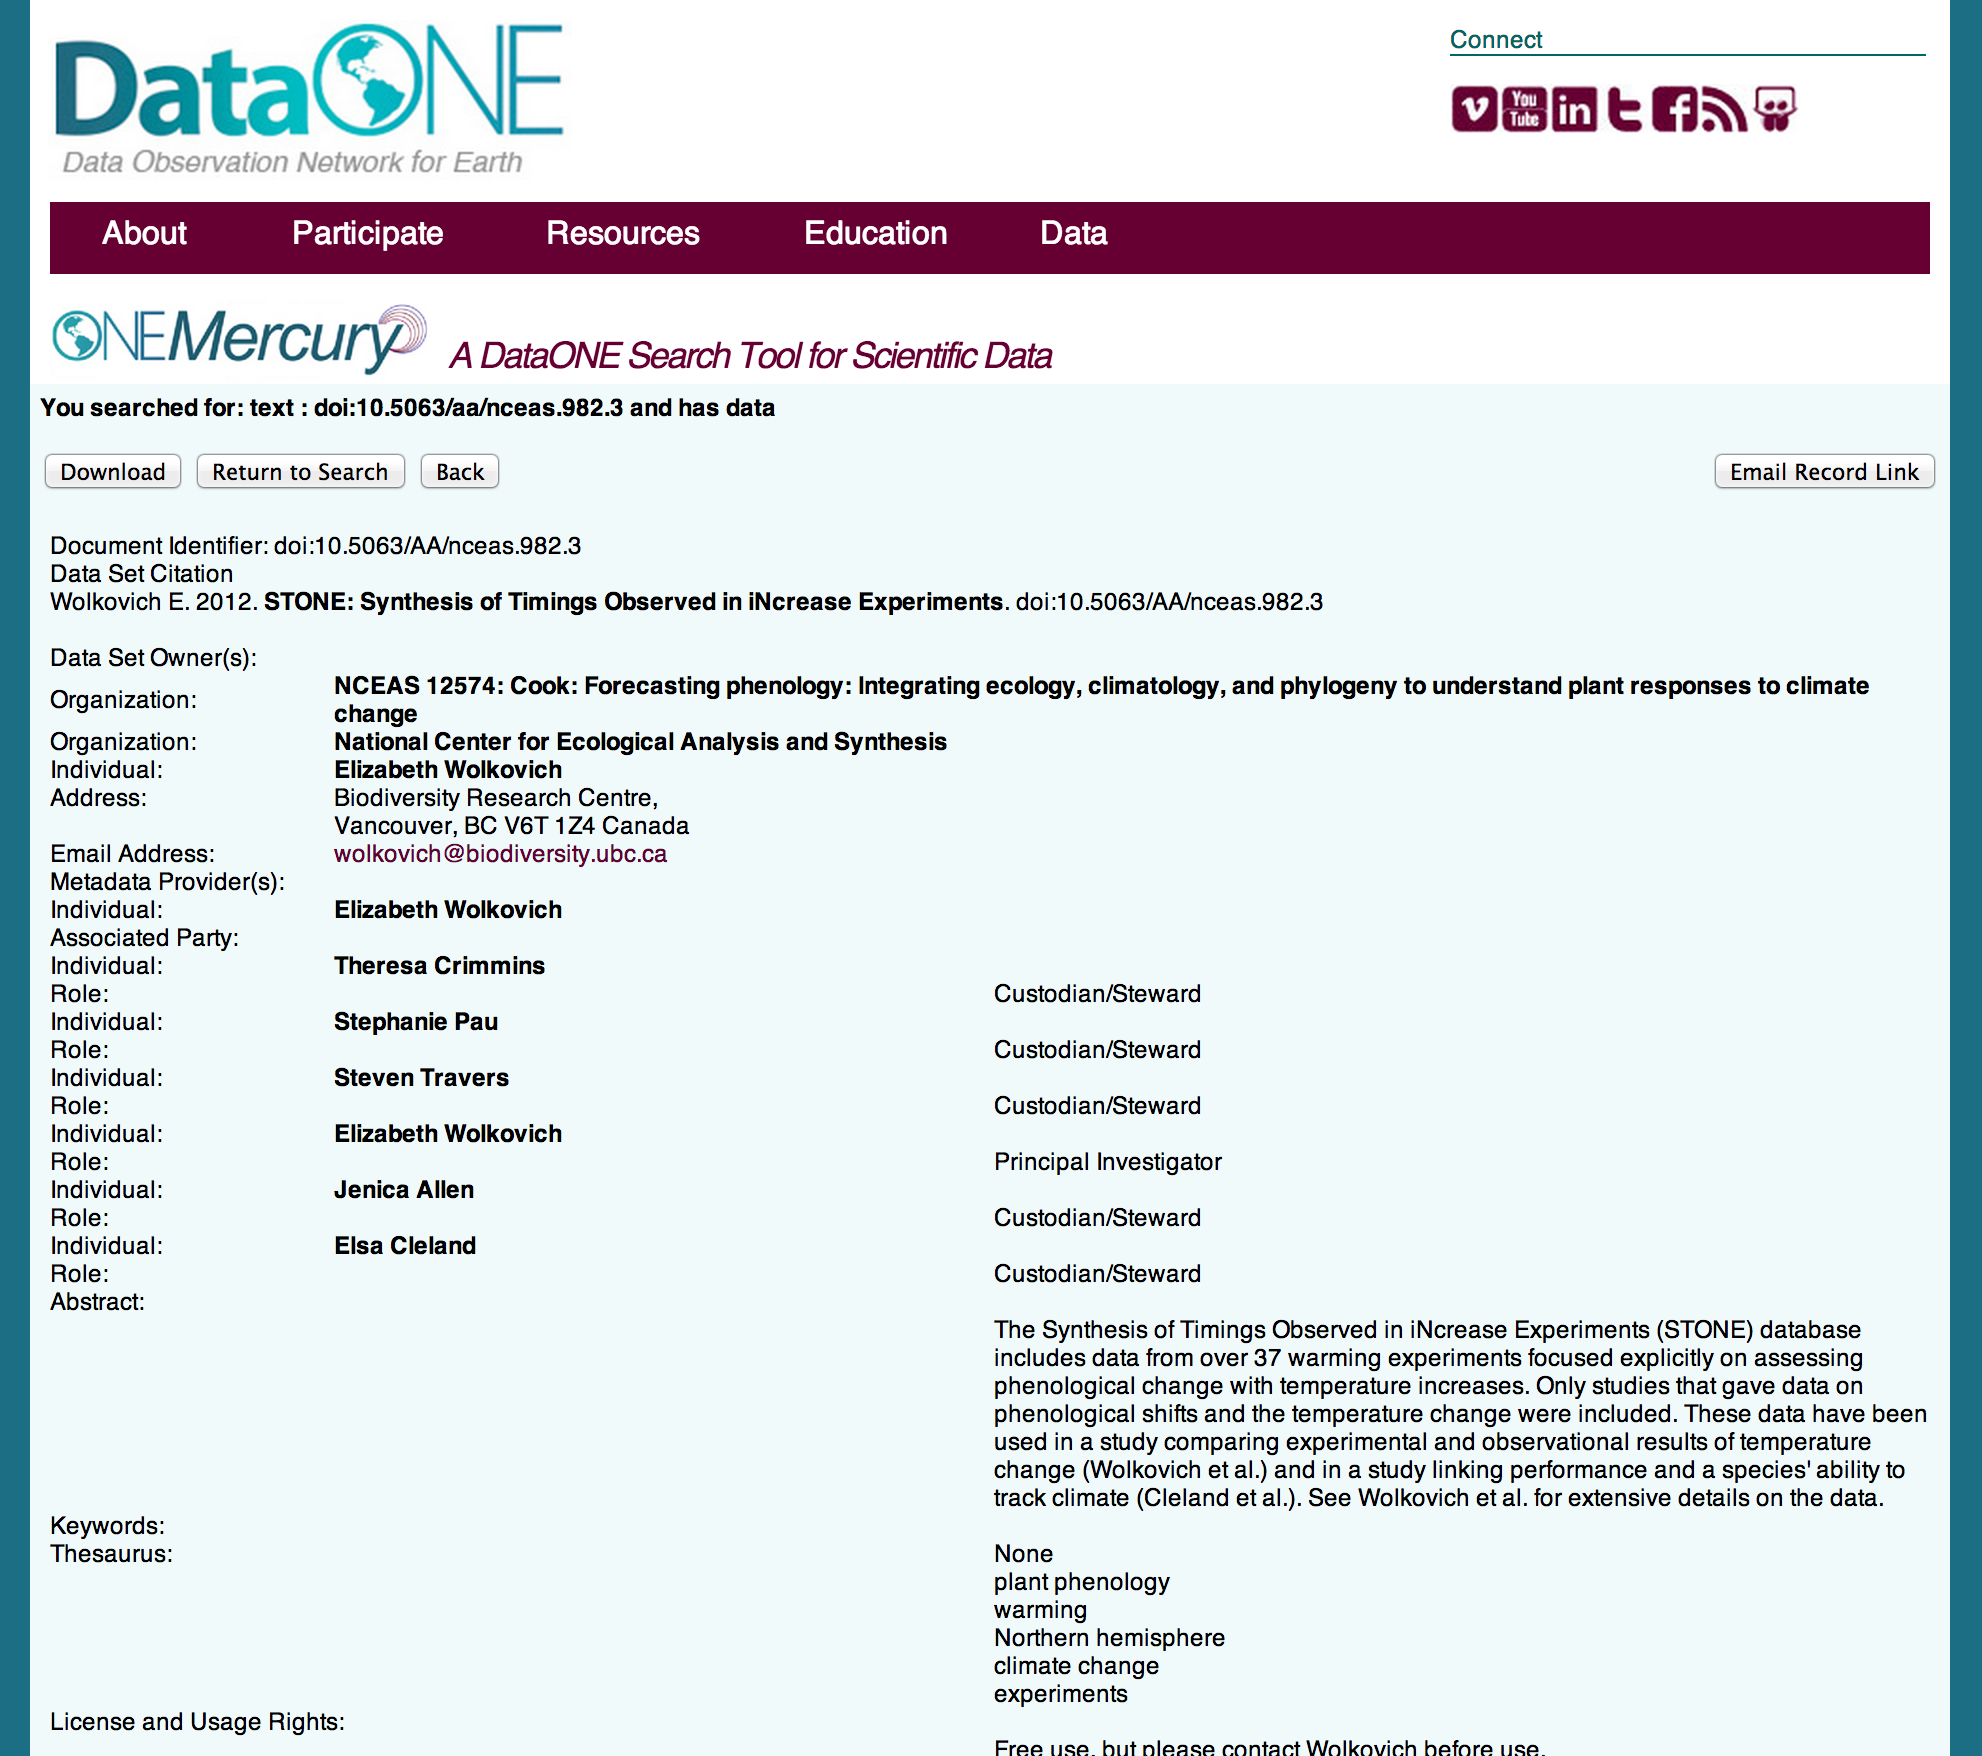 DataONE
Data Observation Network for Earth
Connect
You Tube in t f
About Participate Resources Education Data
ONEMercury A DataONE Search Tool for Scientific Data
You searched for: text : doi:10.5063/aa/nceas.982.3 and has data
Download Return to Search Back Email Record Link
Document Identifier: doi:10.5063/AA/nceas.982.3
Data Set Citation
Wolkovich E. 2012. STONE: Synthesis of Timings Observed in iNcrease Experiments. doi:10.5063/AA/nceas.982.3
Data Set Owner(s):
Organization: NCEAS 12574: Cook: Forecasting phenology: Integrating ecology, climatology, and phylogeny to understand plant responses to climate
change
Organization: National Center for Ecological Analysis and Synthesis
Individual: Elizabeth Wolkovich
Address: Biodiversity Research Centre,
Vancouver, BC V6T 1Z4 Canada
Email Address: wolkovich@biodiversity.ubc.ca
Metadata Provider(s):
Individual: Elizabeth Wolkovich
Associated Party:
Individual: Theresa Crimmins
Role: Custodian/Steward
Individual: Stephanie Pau
Role: Custodian/Steward
Individual: Steven Travers
Role: Custodian/Steward
Individual: Elizabeth Wolkovich
Role: Principal Investigator
Individual: Jenica Allen
Role: Custodian/Steward
Individual: Elsa Cleland
Role: Custodian/Steward
Abstract:
The Synthesis of Timings Observed in iNcrease Experiments (STONE) database
includes data from over 37 warming experiments focused explicitly on assessing
phenological change with temperature increases. Only studies that gave data on
phenological shifts and the temperature change were included. These data have been
used in a study comparing experimental and observational results of temperature
change (Wolkovich et al.) and in a study linking performance and a species' ability to
track climate (Cleland et al.). See Wolkovich et al. for extensive details on the data.
Keywords:
Thesaurus: None
plant phenology
warming
Northern hemisphere
climate change
experiments
License and Usage Rights:
Free use, but please contact Wolkovich before use.